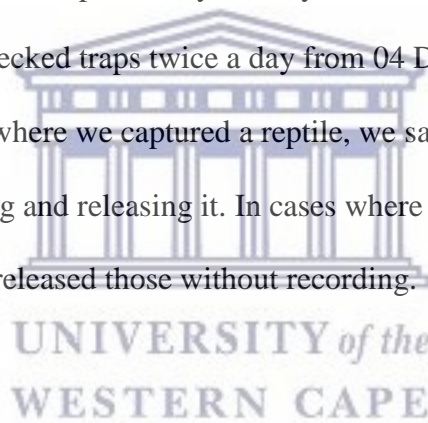 ecked traps twice a day from 04 D
where we captured a reptile, we sa
g and releasing it. In cases where
released those without recording.
UNIVERSITY of the
WESTERN CAPE